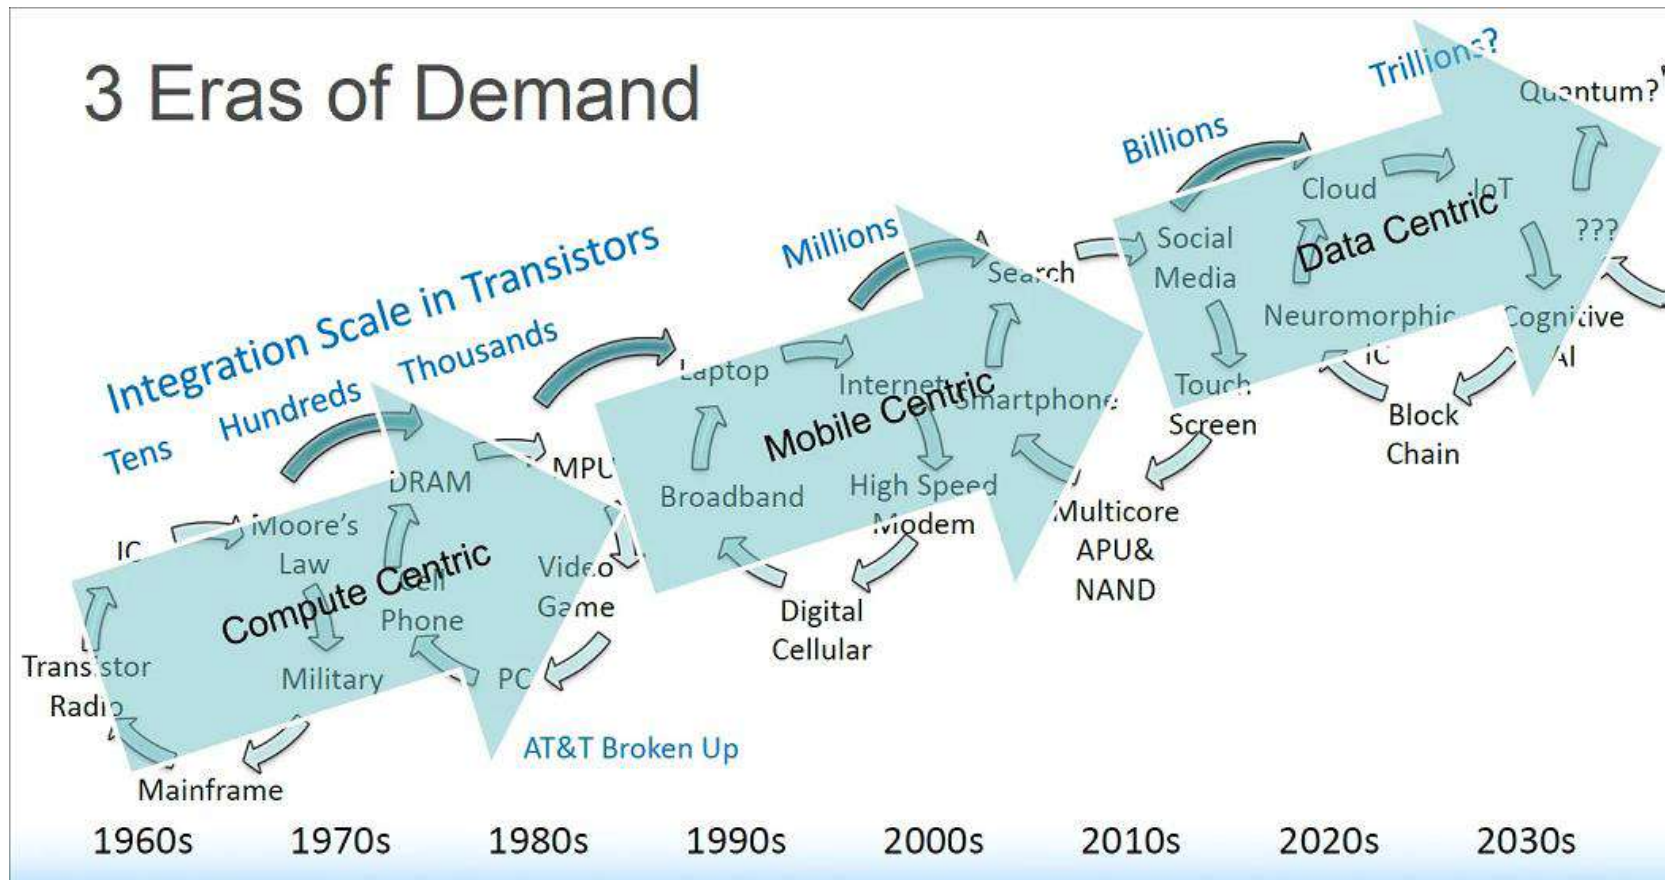 3 Eras of Demand
Integration Scale in Transistors
Tens
Hundreds
Thousands
Millions
Billions
Trillions?
Compute Centric
Mobile Centric
Data Centric
IC
Moore's
Law
Military
Mainframe
Transistor
Radio
DRAM
Cell
Phone
MPU
Video
Game
PC
AT&T Broken Up
Laptop
Broadband
Internet
High Speed
Modem
Digital
Cellular
Search
Smartphone
Multicore
APU&
NAND
Social
Media
Touch
Screen
Cloud
Neuromorphic
IC
IoT
Cognitive
AI
Block
Chain
Quantum?
???
1960s 1970s 1980s 1990s 2000s 2010s 2020s 2030s